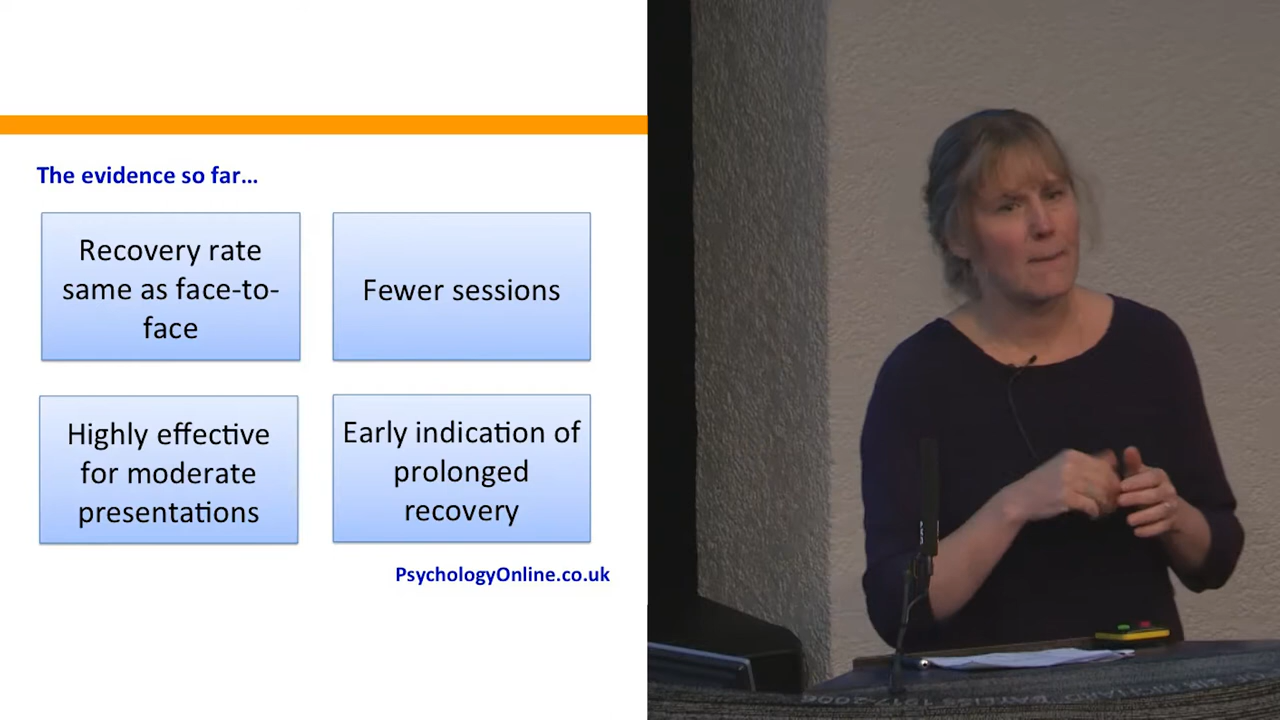 The evidence so far…
Recovery rate
same as face-to-
face
Fewer sessions
Highly effective
for moderate
presentations
Early indication of
prolonged
recovery
PsychologyOnline.co.uk